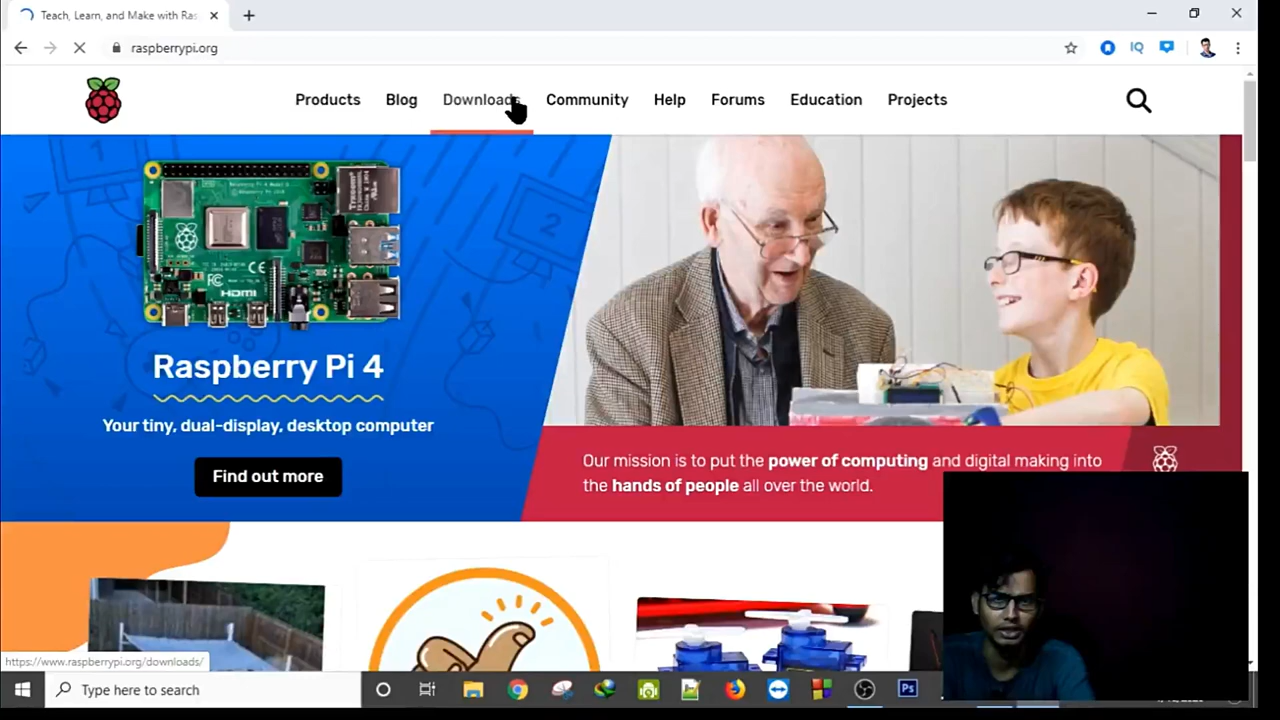 Teach, Learn, and Make with Ras
raspberrypi.org
IQ
Products Blog Downloads Community Help Forums Education Projects
1
2
HDMI
Raspberry Pi 4
Your tiny, dual-display, desktop computer
Find out more
Our mission is to put the power of computing and digital making into
the hands of people all over the world.
https://www.raspberrypi.org/downloads/
Type here to search
Ps